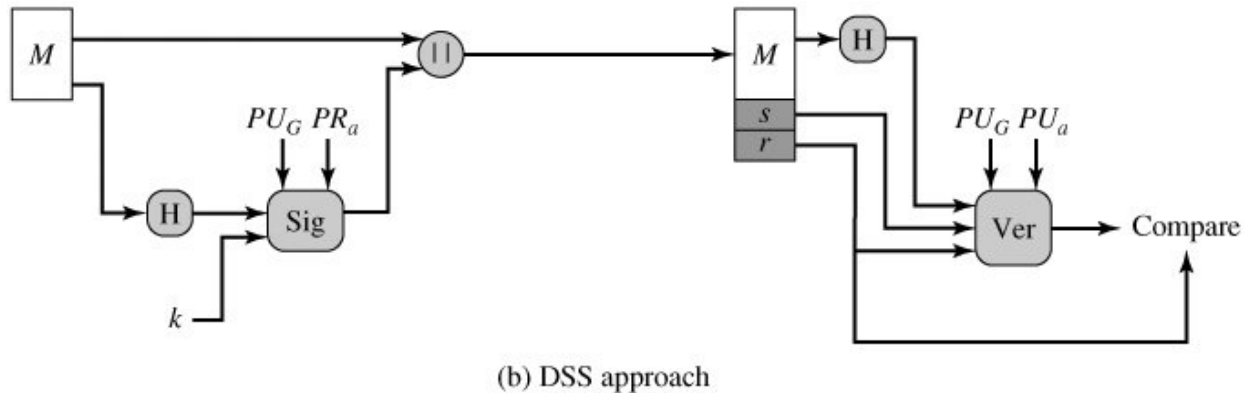 M
H
k
PU_G PR_a
Sig
||
M
s
r
H
PU_G PU_a
Ver
Compare
(b) DSS approach